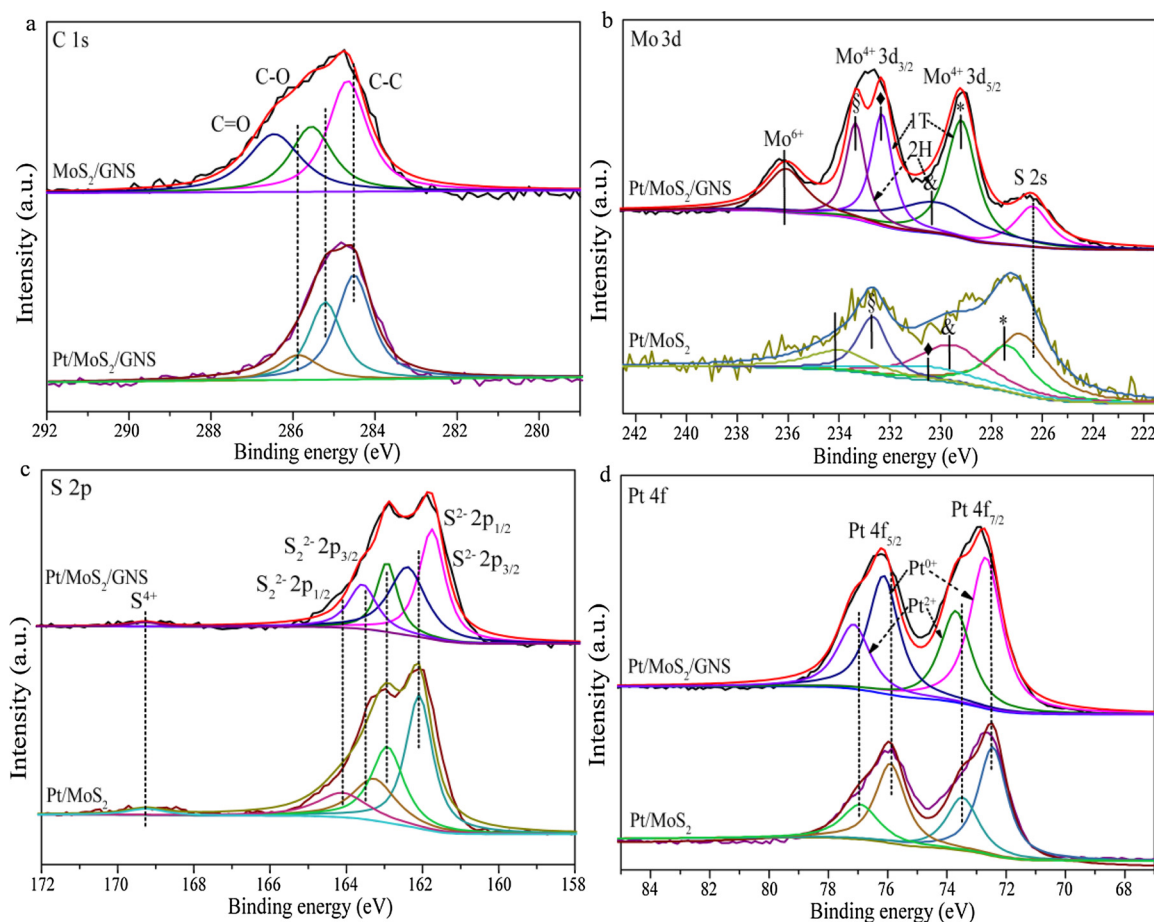 a
C 1s
C=O
C-O
C-C
MoS₂/GNS
Pt/MoS₂/GNS
Intensity (a.u.)
292 290 288 286 284 282 280
Binding energy (eV)
b
Mo 3d
Mo⁴⁺ 3d₃/₂
Mo⁴⁺ 3d₅/₂
Mo⁶⁺
§
♦
*
1T
2H
&
S 2s
Pt/MoS₂/GNS
§
♦
&
*
Pt/MoS₂
Intensity (a.u.)
242 240 238 236 234 232 230 228 226 224 222
Binding energy (eV)
c
S 2p
S²⁻ 2p₁/₂
S²⁻ 2p₃/₂
S₂²⁻ 2p₃/₂
S₂²⁻ 2p₁/₂
Pt/MoS₂/GNS
S⁴⁺
Pt/MoS₂
Intensity (a.u.)
172 170 168 166 164 162 160 158
Binding energy (eV)
d
Pt 4f
Pt 4f₅/₂
Pt 4f₇/₂
Pt⁰⁺
Pt²⁺
Pt/MoS₂/GNS
Pt/MoS₂
Intensity (a.u.)
84 82 80 78 76 74 72 70 68
Binding energy (eV)